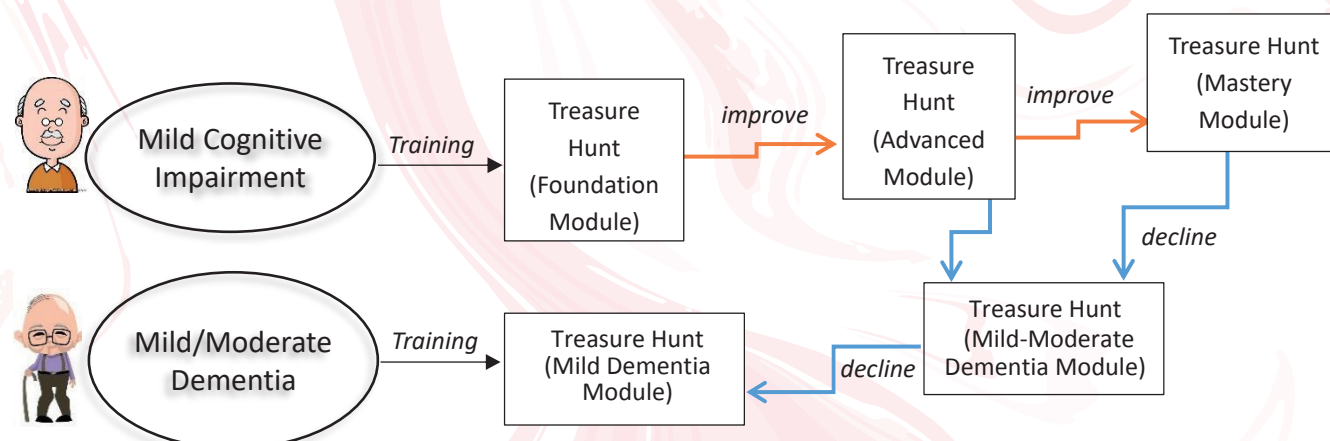 Mild Cognitive
Impairment
Training
Treasure
Hunt
(Foundation
Module)
improve
Treasure
Hunt
(Advanced
Module)
improve
Treasure Hunt
(Mastery
Module)
decline
Mild/Moderate
Dementia
Training
Treasure Hunt
(Mild Dementia
Module)
decline
Treasure Hunt
(Mild-Moderate
Dementia Module)